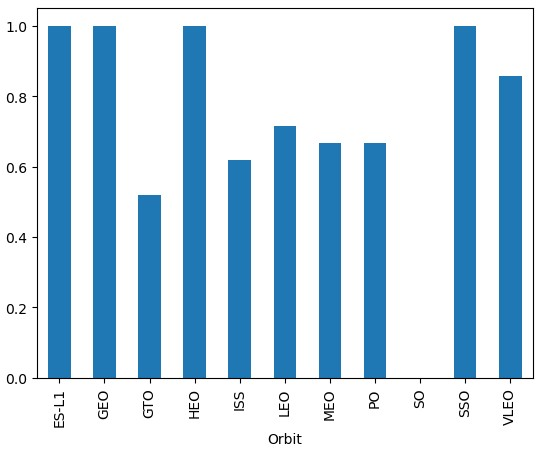 1.0
0.8
0.6
0.4
0.2
0.0
ES-L1
GEO
GTO
HEO
ISS
LEO
MEO
PO
SO
SSO
VLEO
Orbit